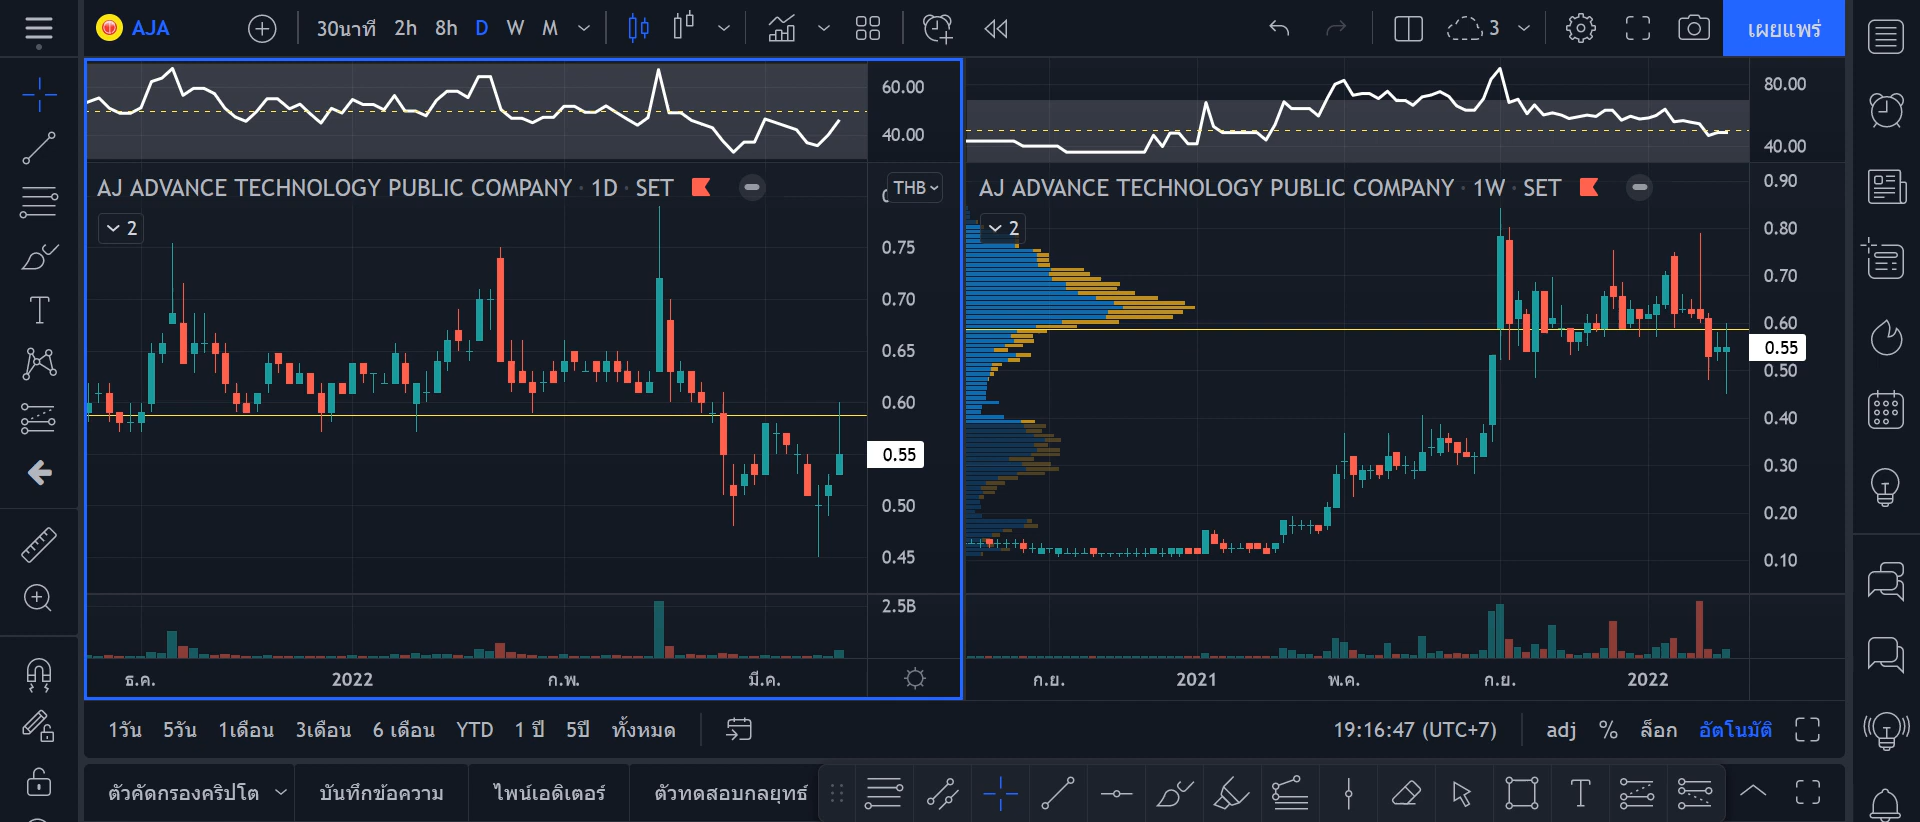 AJA
30นาที 2h 8h D W M
3
เผยแพร่
60.00
40.00
AJ ADVANCE TECHNOLOGY PUBLIC COMPANY · 1D · SET
THB
2
0.75
0.70
0.65
0.60
0.55
0.50
0.45
2.5B
ธ.ค. 2022 ก.พ. มี.ค.
80.00
40.00
AJ ADVANCE TECHNOLOGY PUBLIC COMPANY · 1W · SET
2
0.90
0.80
0.70
0.60
0.55
0.50
0.40
0.30
0.20
0.10
ก.ย. 2021 พ.ค. ก.ย. 2022
1วัน 5วัน 1เดือน 3เดือน 6 เดือน YTD 1 ปี 5ปี ทั้งหมด
19:16:47 (UTC+7) adj % ล็อก อัตโนมัติ
ตัวคัดกรองคริปโต บันทึกข้อความ ไพน์เอดิเตอร์ ตัวทดสอบกลยุทธ์